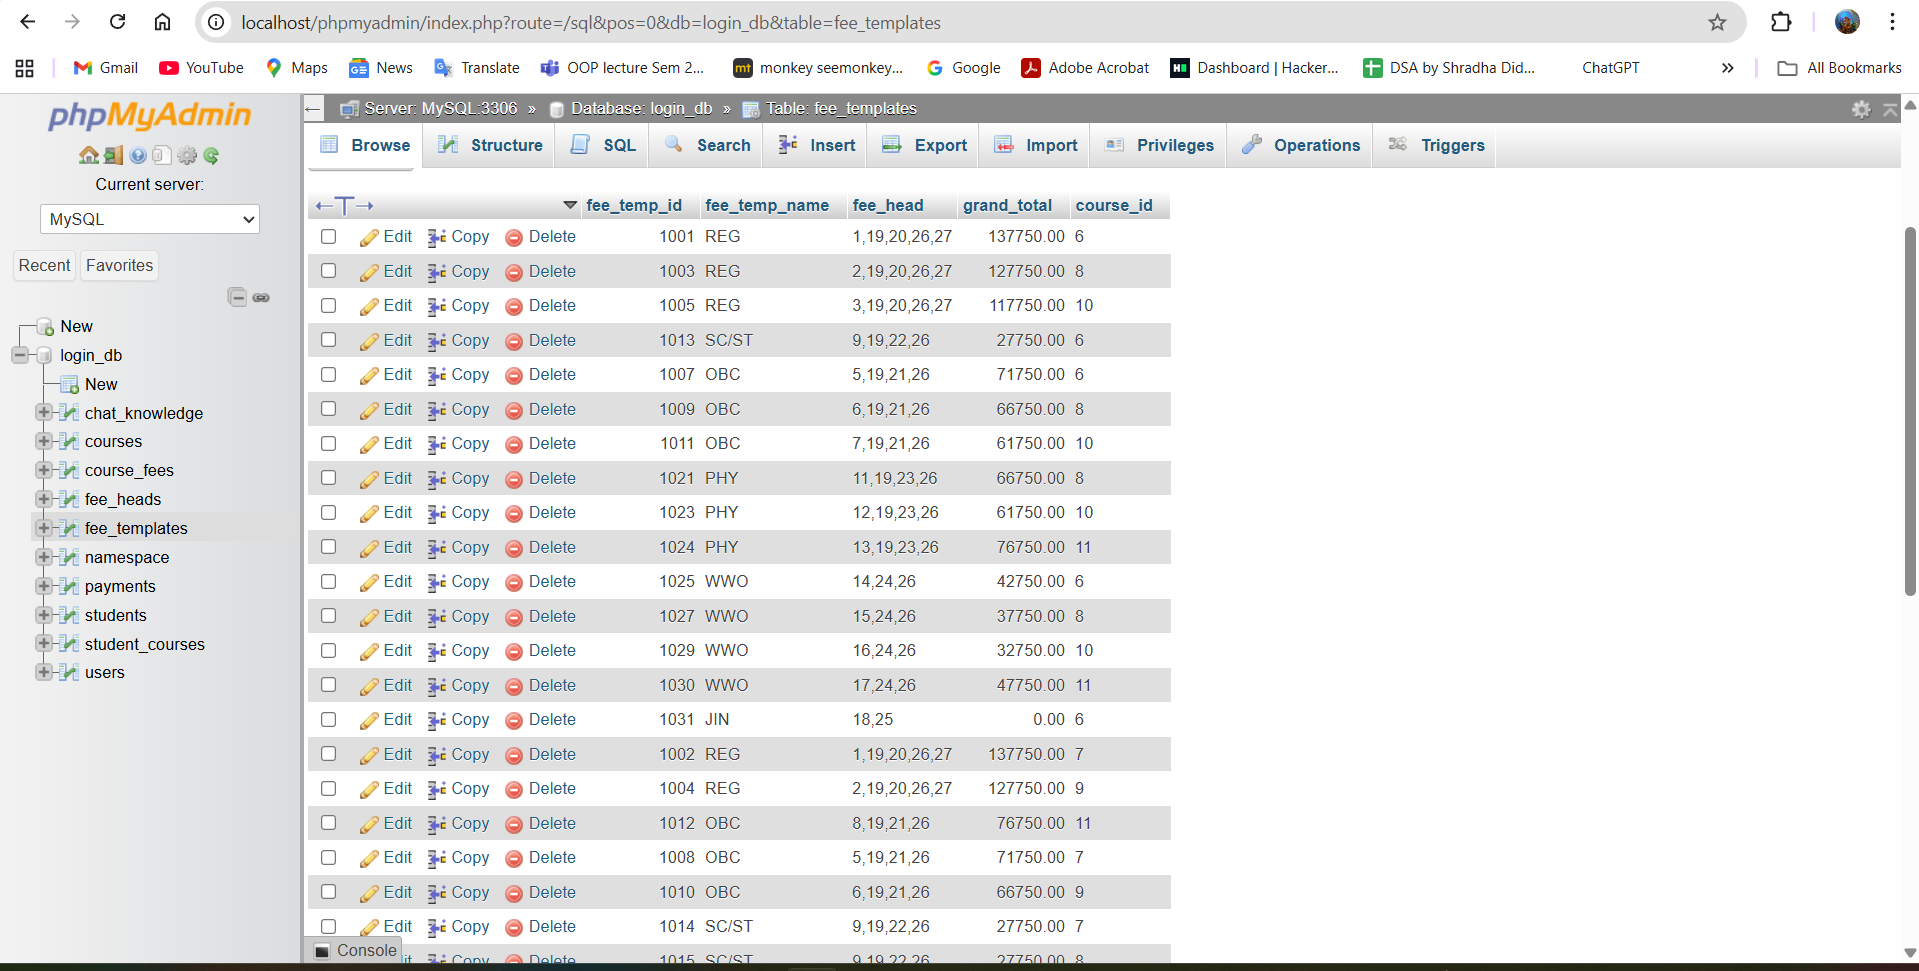 localhost/phpmyadmin/index.php?route=/sql&pos=0&db=login_db&table=fee_templates
Gmail YouTube Maps News Translate OOP lecture Sem 2... monkey seemonkey... Google Adobe Acrobat Dashboard | Hacker... DSA by Shradha Did... ChatGPT » All Bookmarks
phpMyAdmin
Current server:
MySQL
Recent Favorites
New
login_db
New
chat_knowledge
courses
course_fees
fee_heads
fee_templates
namespace
payments
students
student_courses
users
Server: MySQL:3306 » Database: login_db » Table: fee_templates
Browse Structure SQL Search Insert Export Import Privileges Operations Triggers
fee_temp_id fee_temp_name fee_head grand_total course_id
Edit Copy Delete 1001 REG 1,19,20,26,27 137750.00 6
Edit Copy Delete 1003 REG 2,19,20,26,27 127750.00 8
Edit Copy Delete 1005 REG 3,19,20,26,27 117750.00 10
Edit Copy Delete 1013 SC/ST 9,19,22,26 27750.00 6
Edit Copy Delete 1007 OBC 5,19,21,26 71750.00 6
Edit Copy Delete 1009 OBC 6,19,21,26 66750.00 8
Edit Copy Delete 1011 OBC 7,19,21,26 61750.00 10
Edit Copy Delete 1021 PHY 11,19,23,26 66750.00 8
Edit Copy Delete 1023 PHY 12,19,23,26 61750.00 10
Edit Copy Delete 1024 PHY 13,19,23,26 76750.00 11
Edit Copy Delete 1025 WWO 14,24,26 42750.00 6
Edit Copy Delete 1027 WWO 15,24,26 37750.00 8
Edit Copy Delete 1029 WWO 16,24,26 32750.00 10
Edit Copy Delete 1030 WWO 17,24,26 47750.00 11
Edit Copy Delete 1031 JIN 18,25 0.00 6
Edit Copy Delete 1002 REG 1,19,20,26,27 137750.00 7
Edit Copy Delete 1004 REG 2,19,20,26,27 127750.00 9
Edit Copy Delete 1012 OBC 8,19,21,26 76750.00 11
Edit Copy Delete 1008 OBC 5,19,21,26 71750.00 7
Edit Copy Delete 1010 OBC 6,19,21,26 66750.00 9
Edit Copy Delete 1014 SC/ST 9,19,22,26 27750.00 7
Copy Delete 1015 SC/ST 9,19,22,26 27750.00 8
Console